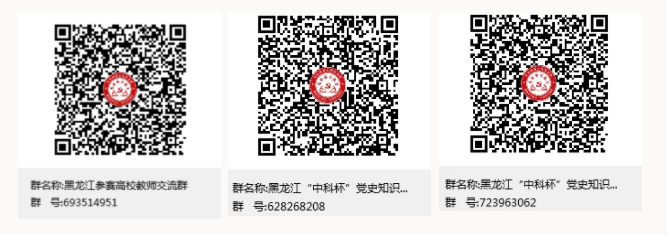 群名称:黑龙江参赛高校教师交流群
群 号:693514951
群名称:黑龙江“中科杯”党史知识...
群 号:628268208
群名称:黑龙江“中科杯”党史知识...
群 号:723963062